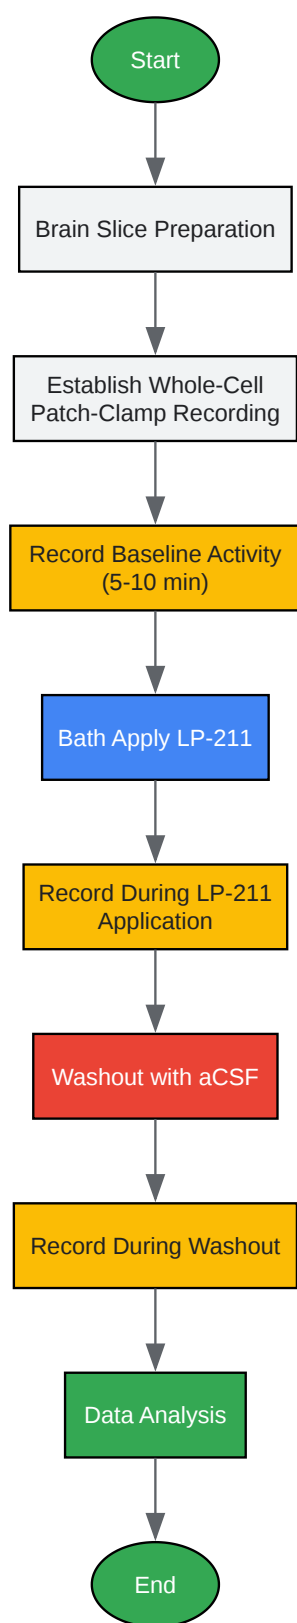 Start
Brain Slice Preparation
Establish Whole-Cell
Patch-Clamp Recording
Record Baseline Activity
(5-10 min)
Bath Apply LP-211
Record During LP-211
Application
Washout with aCSF
Record During Washout
Data Analysis
End